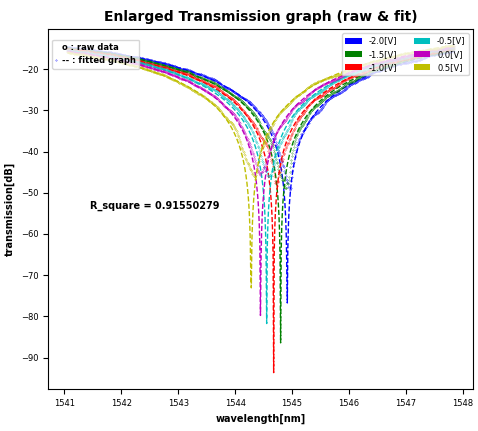 Enlarged Transmission graph (raw & fit)
o : raw data
-- : fitted graph
-2.0[V] -0.5[V]
-1.5[V] 0.0[V]
-1.0[V] 0.5[V]
transmission[dB]
−20
−30
−40
−50
−60
−70
−80
−90
R_square = 0.91550279
1541 1542 1543 1544 1545 1546 1547 1548
wavelength[nm]